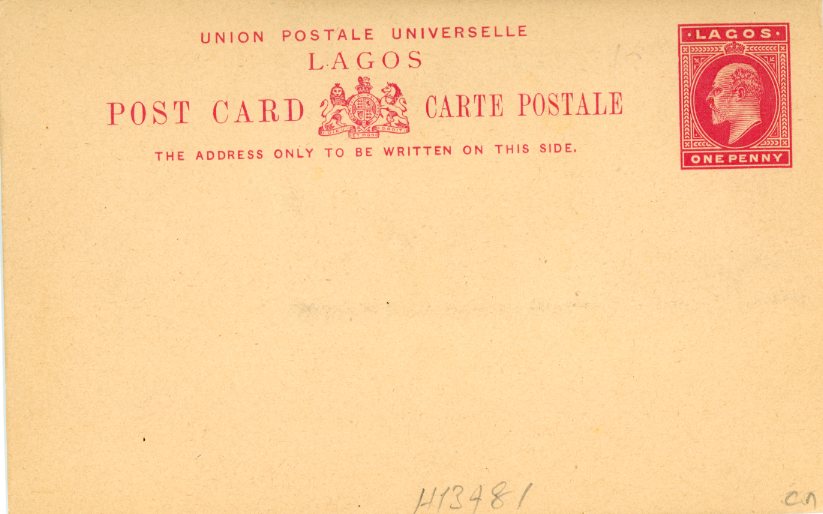 UNION POSTALE UNIVERSELLE
LAGOS
POST CARD CARTE POSTALE
THE ADDRESS ONLY TO BE WRITTEN ON THIS SIDE.
·LAGOS·
ONE PENNY
H13481